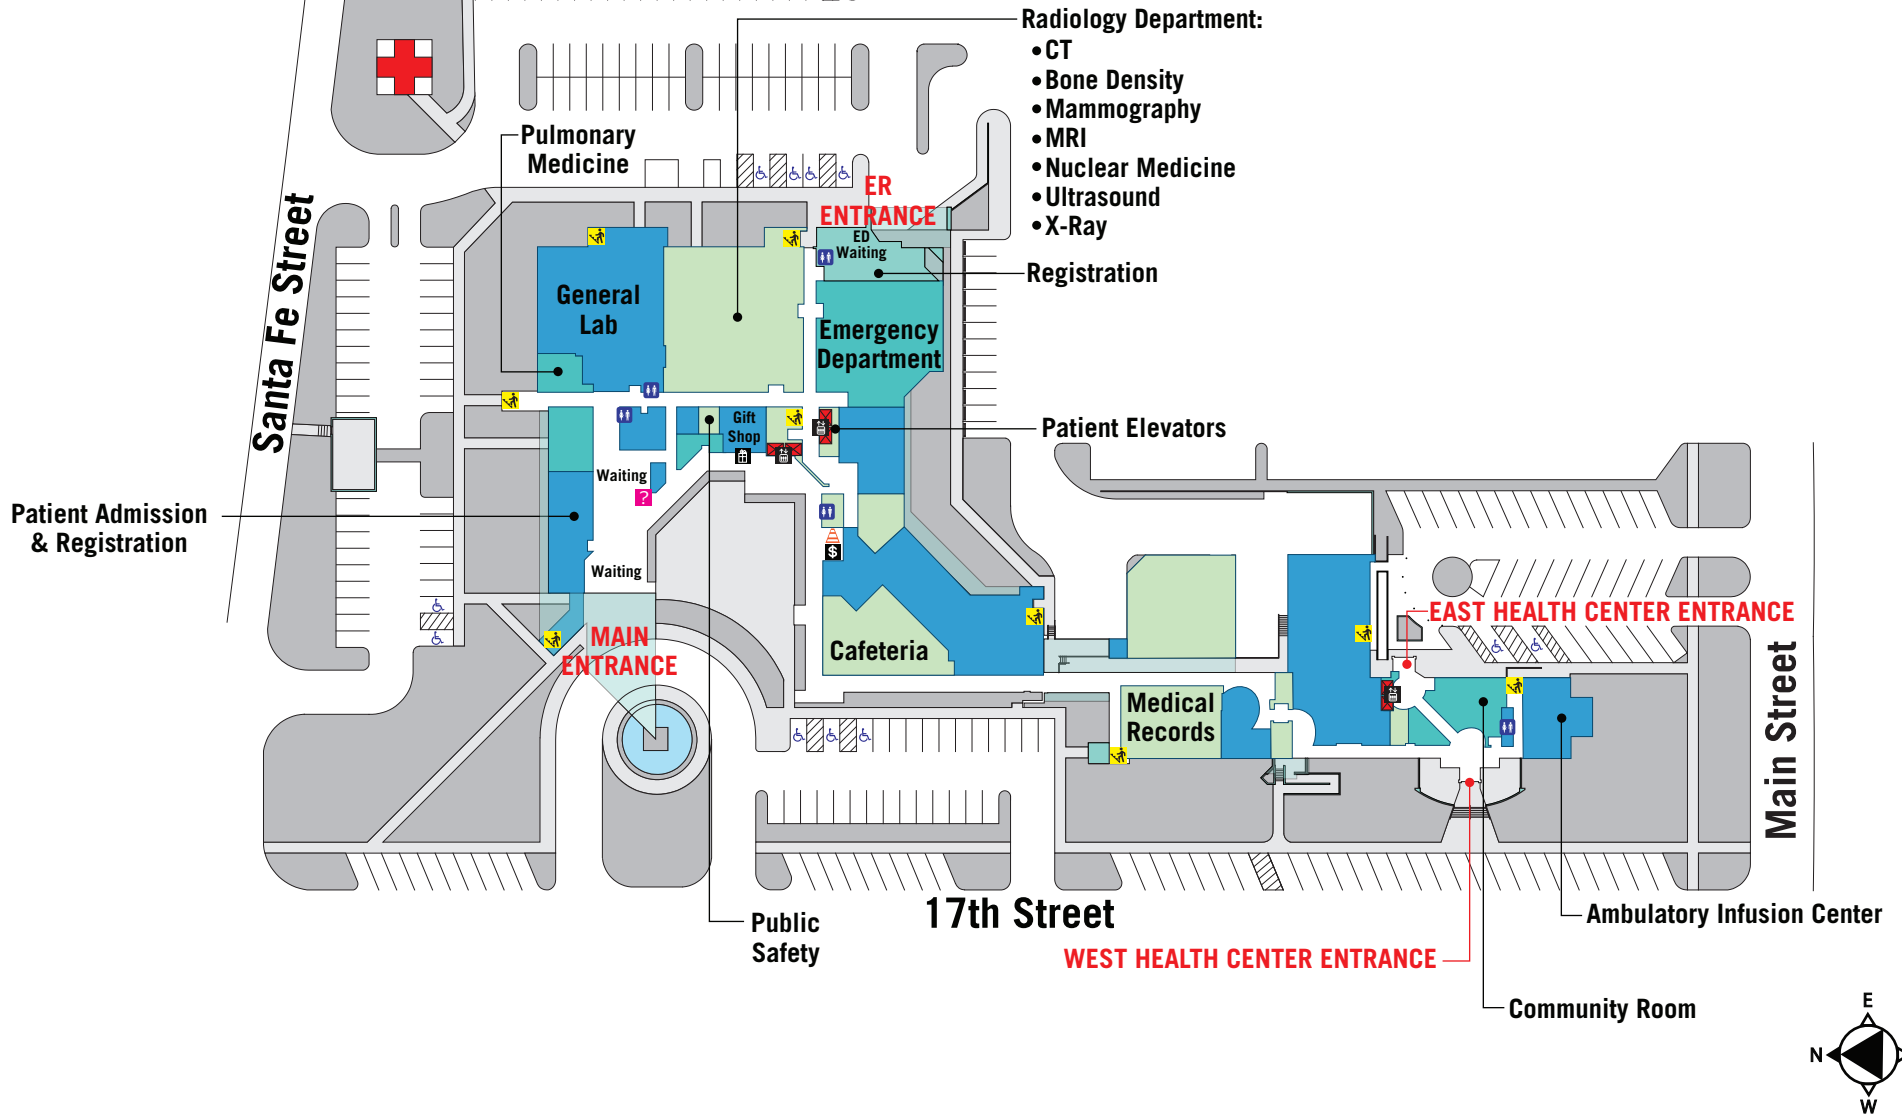 Radiology Department:
•CT
•Bone Density
•Mammography
•MRI
•Nuclear Medicine
•Ultrasound
•X-Ray
Pulmonary
Medicine
ER
ENTRANCE
ED
Waiting
Registration
Santa Fe Street
General
Lab
Emergency
Department
Gift
Shop
Patient Elevators
Waiting
?
Patient Admission
& Registration
$
Waiting
MAIN
ENTRANCE
Cafeteria
EAST HEALTH CENTER ENTRANCE
Medical
Records
Main Street
17th Street
Public
Safety
Ambulatory Infusion Center
WEST HEALTH CENTER ENTRANCE
Community Room
E
N
W